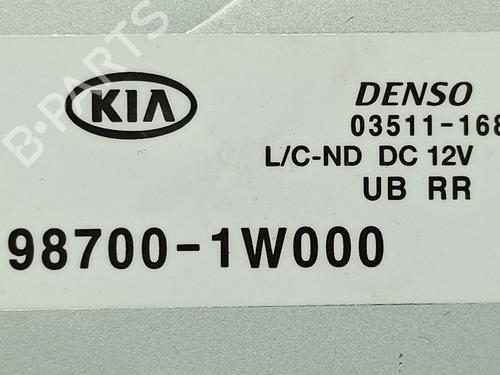 B-PARTS
KIA
DENSO
03511-168
L/C-ND DC 12V
UB RR
98700-1W000